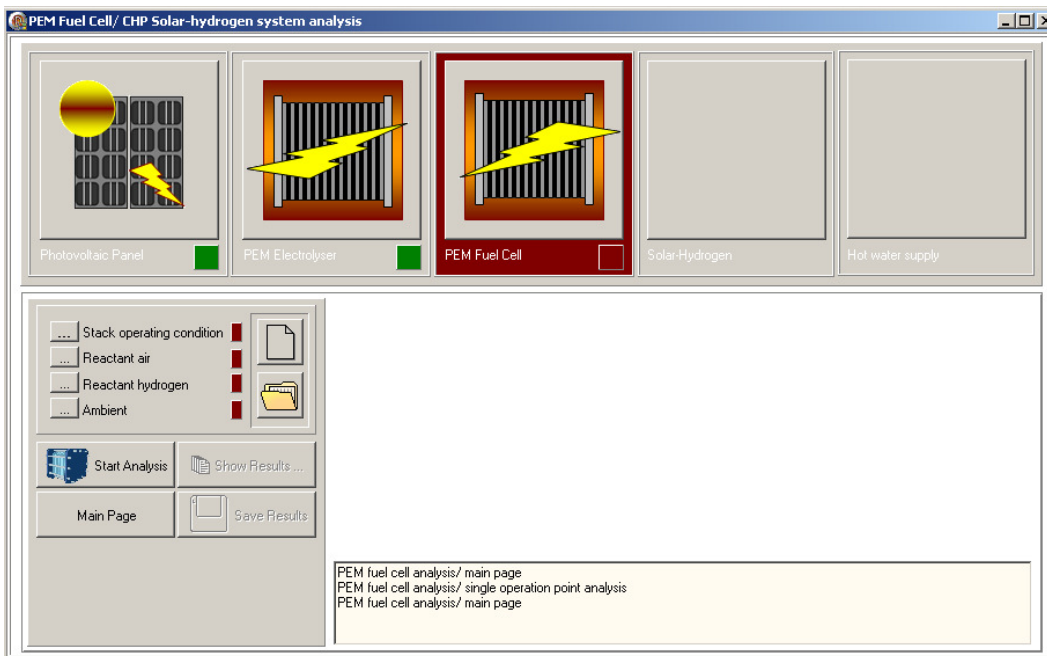 PEM Fuel Cell/ CHP Solar-hydrogen system analysis
Photovoltaic Panel
PEM Electrolyser
PEM Fuel Cell
Solar-Hydrogen
Hot water supply
... Stack operating condition
... Reactant air
... Reactant hydrogen
... Ambient
Start Analysis
Show Results ...
Main Page
Save Results
PEM fuel cell analysis/ main page
PEM fuel cell analysis/ single operation point analysis
PEM fuel cell analysis/ main page